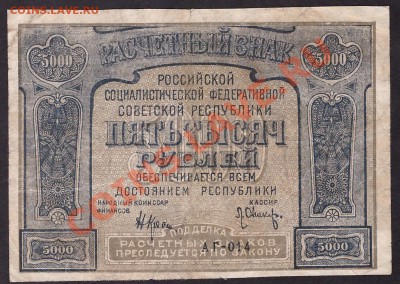 COINS.LAVE.RU
РАСЧЕТНЫЙ ЗНАК
5000 5000
РОССИЙСКОЙ
СОЦИАЛИСТИЧЕСКОЙ ФЕДЕРАТИВНОЙ
СОВЕТСКОЙ РЕСПУБЛИКИ
ПЯТЬ ТЫСЯЧ
РУБЛЕЙ
ОБЕСПЕЧИВАЕТСЯ ВСЕМ
ДОСТОЯНИЕМ РЕСПУБЛИКИ
НАРОДНЫЙ КОМИССАР
ФИНАНСОВ
КАССИР
ПОДДЕЛКА
АГ-014
РАСЧЕТНЫХ ЗНАКОВ
ПРЕСЛЕДУЕТСЯ ПО ЗАКОНУ
5000 5000